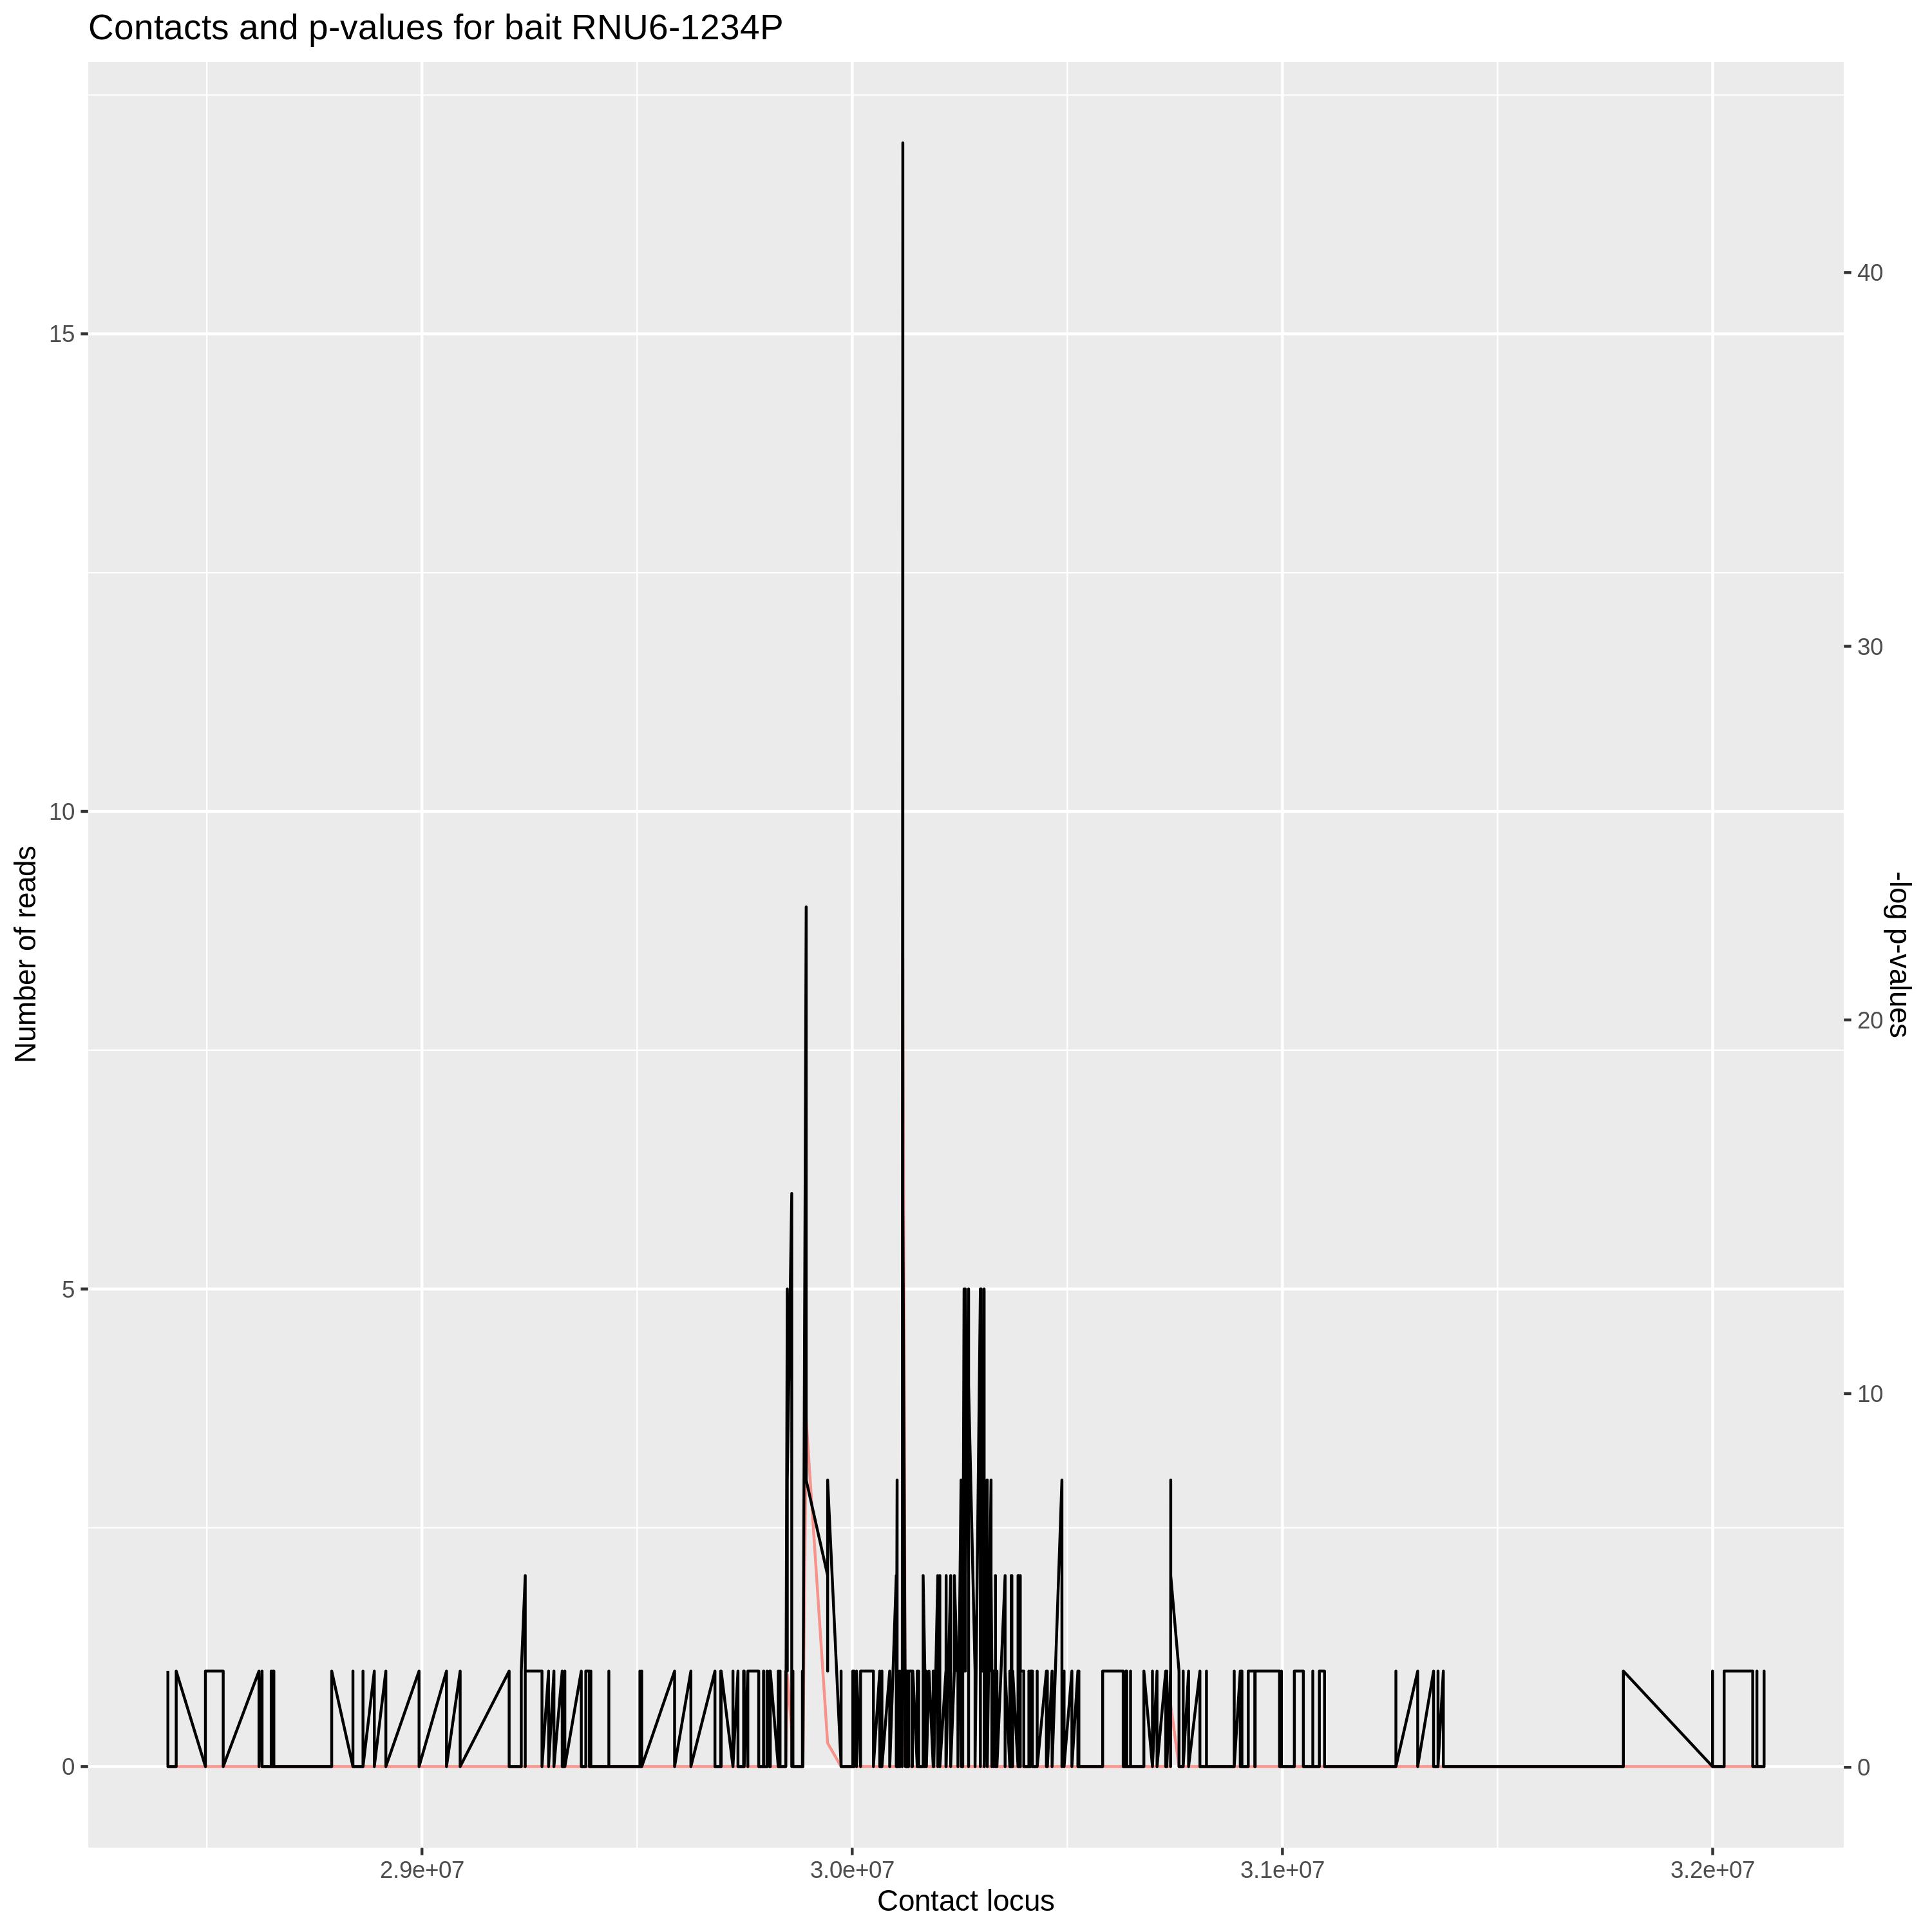 Contacts and p-values for bait RNU6-1234P
15
10
5
0
Number of reads
40
30
20
10
0
-log p-values
2.9e+07
3.0e+07
3.1e+07
3.2e+07
Contact locus